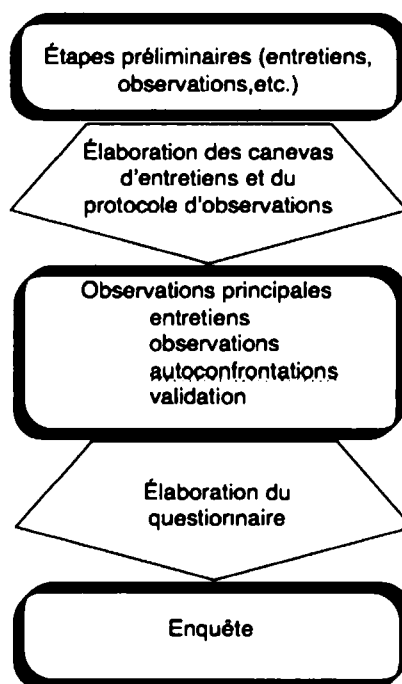 Étapes préliminaires (entretiens,
observations,etc.)
Élaboration des canevas
d'entretiens et du
protocole d'observations
Observations principales
entretiens
observations
autoconfrontations
validation
Élaboration du
questionnaire
Enquête